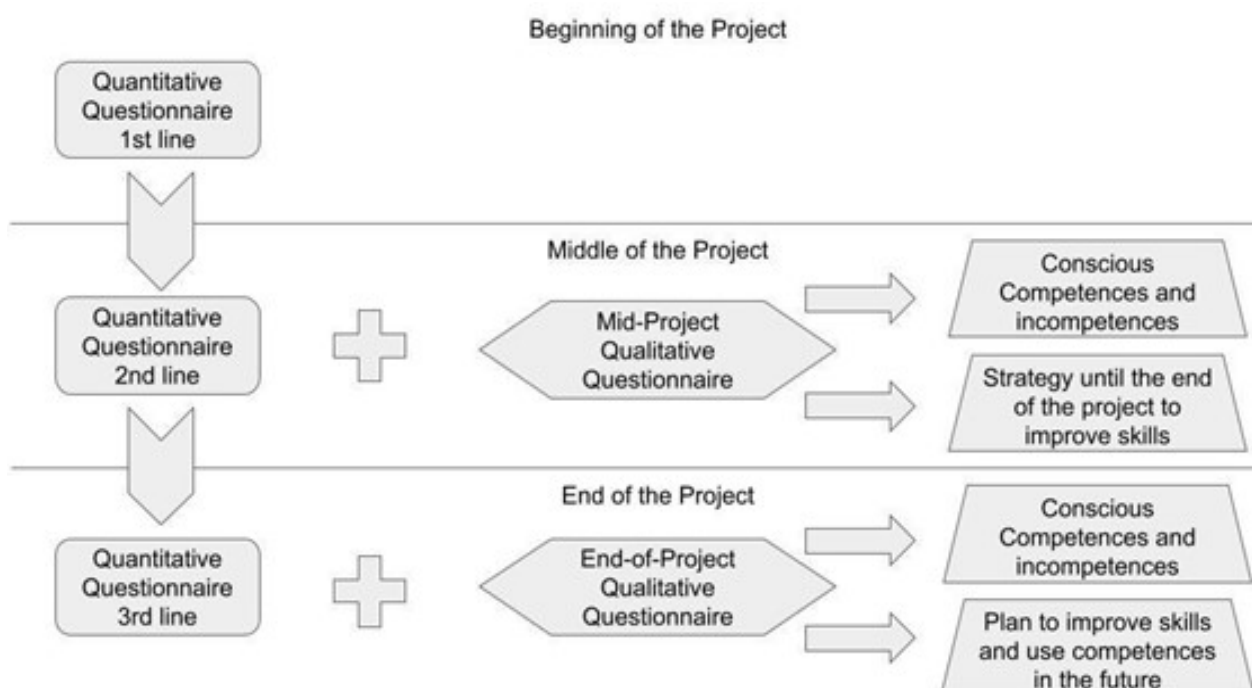 Beginning of the Project
Quantitative
Questionnaire
1st line
Middle of the Project
Quantitative
Questionnaire
2nd line
Mid-Project
Qualitative
Questionnaire
Conscious
Competences and
incompetences
Strategy until the end
of the project to
improve skills
End of the Project
Quantitative
Questionnaire
3rd line
End-of-Project
Qualitative
Questionnaire
Conscious
Competences and
incompetences
Plan to improve skills
and use competences
in the future